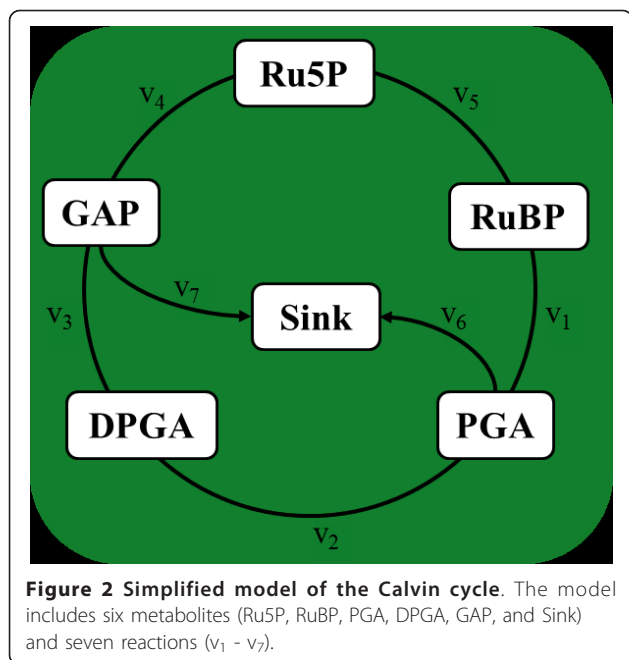 Ru5P
v₄
v₅
GAP
RuBP
v₇
Sink
v₆
v₃
v₁
DPGA
PGA
v₂
Figure 2 Simplified model of the Calvin cycle. The model
includes six metabolites (Ru5P, RuBP, PGA, DPGA, GAP, and Sink)
and seven reactions (v₁ - v₇).